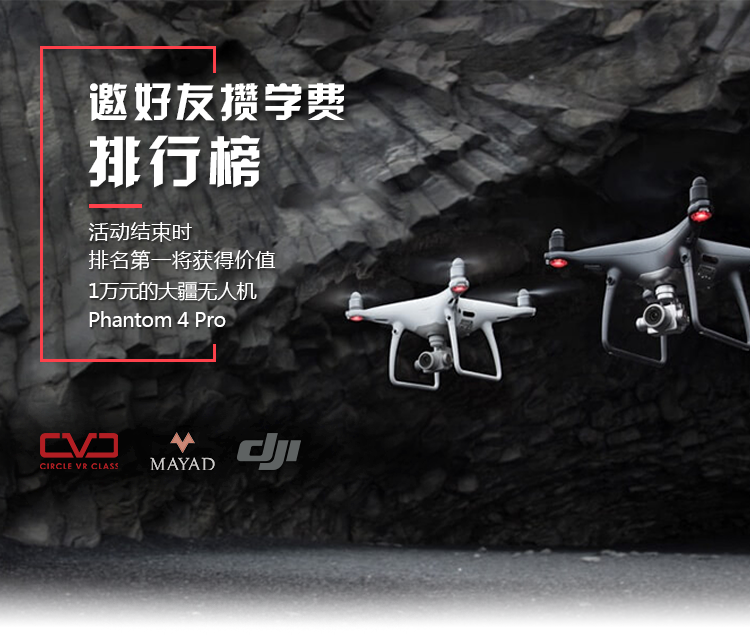 邀好友攒学费
排行榜
活动结束时
排名第一将获得价值
1万元的大疆无人机
Phantom 4 Pro
CVC
CIRCLE VR CLASS
MAYAD
dji